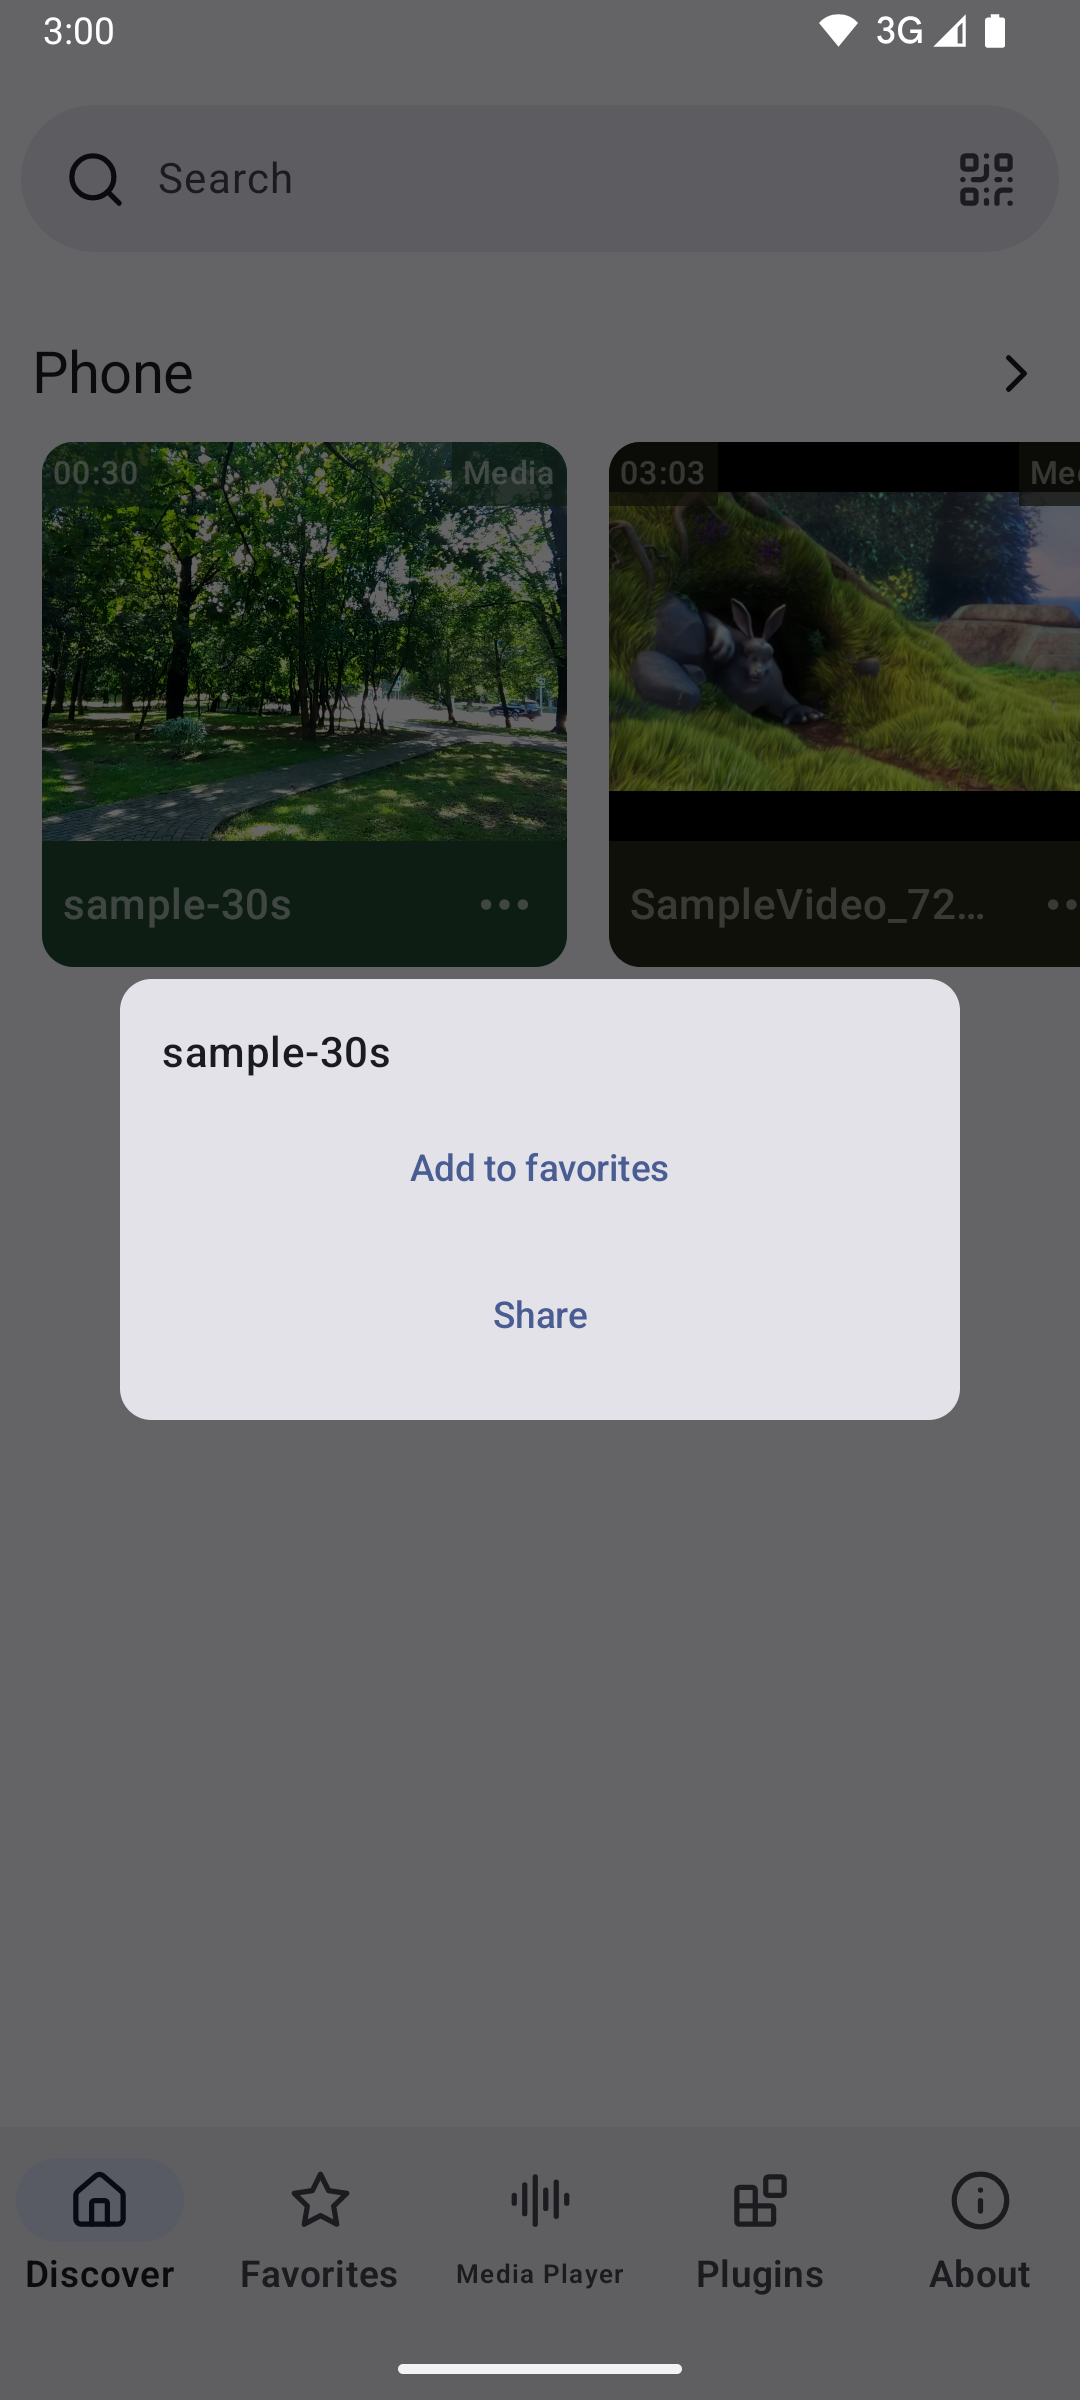 3:00
3G
Search
Phone
00:30
Media
03:03
sample-30s
SampleVideo_72…
sample-30s
Add to favorites
Share
Discover
Favorites
Media Player
Plugins
About